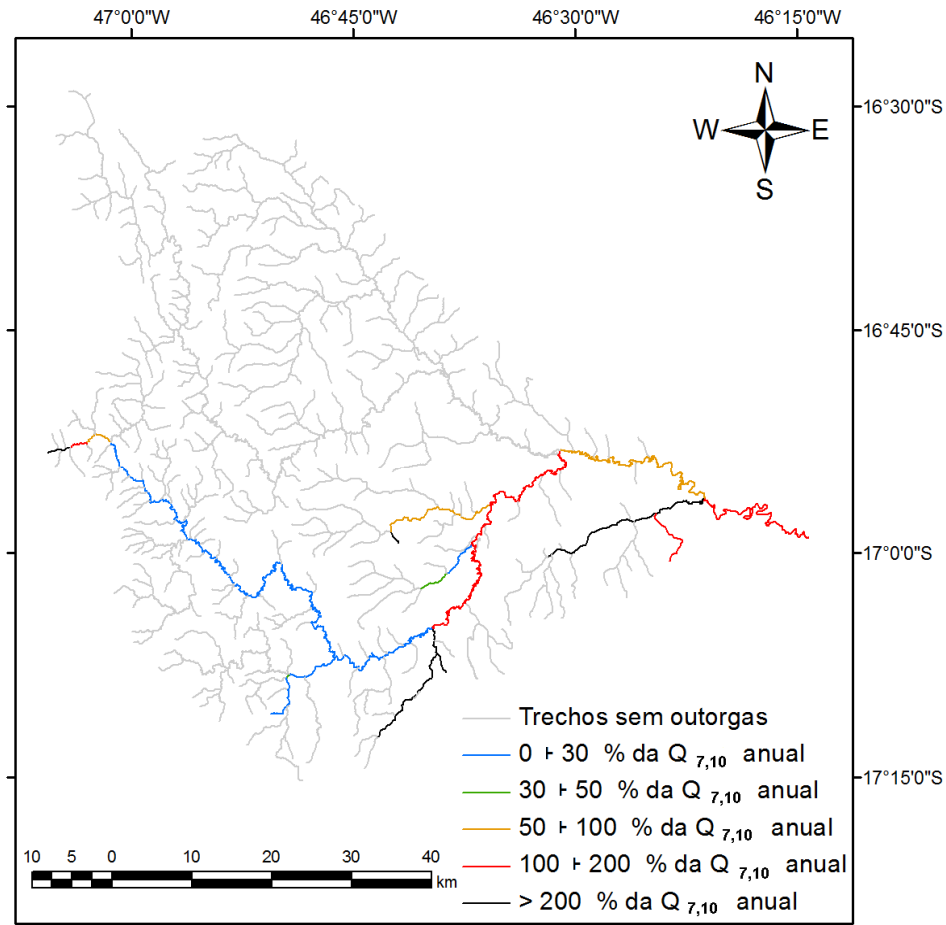 47°0'0"W 46°45'0"W 46°30'0"W 46°15'0"W
N
W E
S
16°30'0"S
16°45'0"S
17°0'0"S
17°15'0"S
Trechos sem outorgas
0 ⊦ 30 % da Q 7,10 anual
30 ⊦ 50 % da Q 7,10 anual
50 ⊦ 100 % da Q 7,10 anual
100 ⊦ 200 % da Q 7,10 anual
> 200 % da Q 7,10 anual
10 5 0 10 20 30 40
km